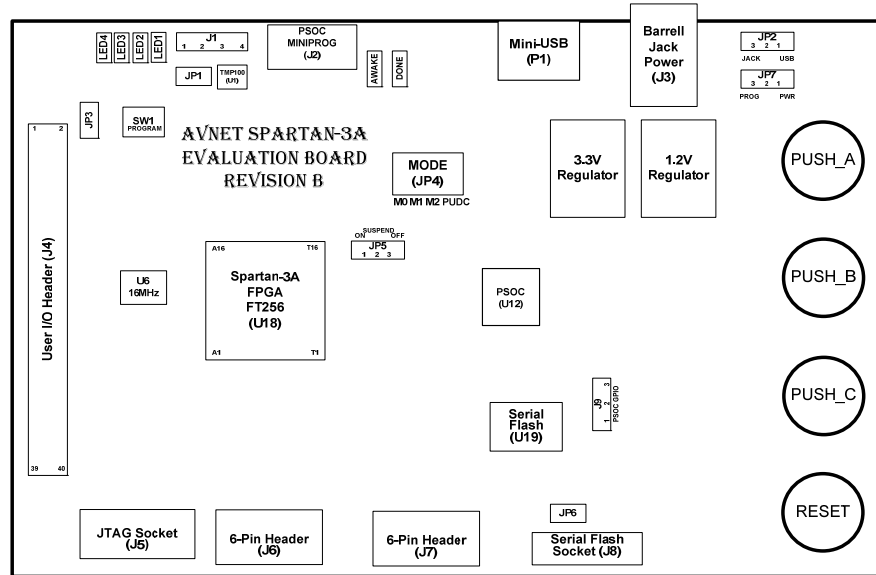 LED4
LED3
LED2
LED1
J1
1 2 3 4
PSOC
MINIPROG
(J2)
AWAKE
DONE
Mini-USB
(P1)
Barrell
Jack
Power
(J3)
JP2
3 2 1
JACK USB
JP7
3 2 1
PROG PWR
JP1
TMP100
(U1)
JP3
SW1
PROGRAM
AVNET SPARTAN-3A
EVALUATION BOARD
REVISION B
MODE
(JP4)
M0 M1 M2 PUDC
3.3V
Regulator
1.2V
Regulator
PUSH_A
1 2
User I/O Header (J4)
39 40
SUSPEND
ON OFF
JP5
1 2 3
U6
16MHz
A16 T16
Spartan-3A
FPGA
FT256
(U18)
A1 T1
PSOC
(U12)
PUSH_B
J9
1 2 3
PSOC GPIO
PUSH_C
Serial
Flash
(U19)
JTAG Socket
(J5)
6-Pin Header
(J6)
6-Pin Header
(J7)
JP6
Serial Flash
Socket (J8)
RESET